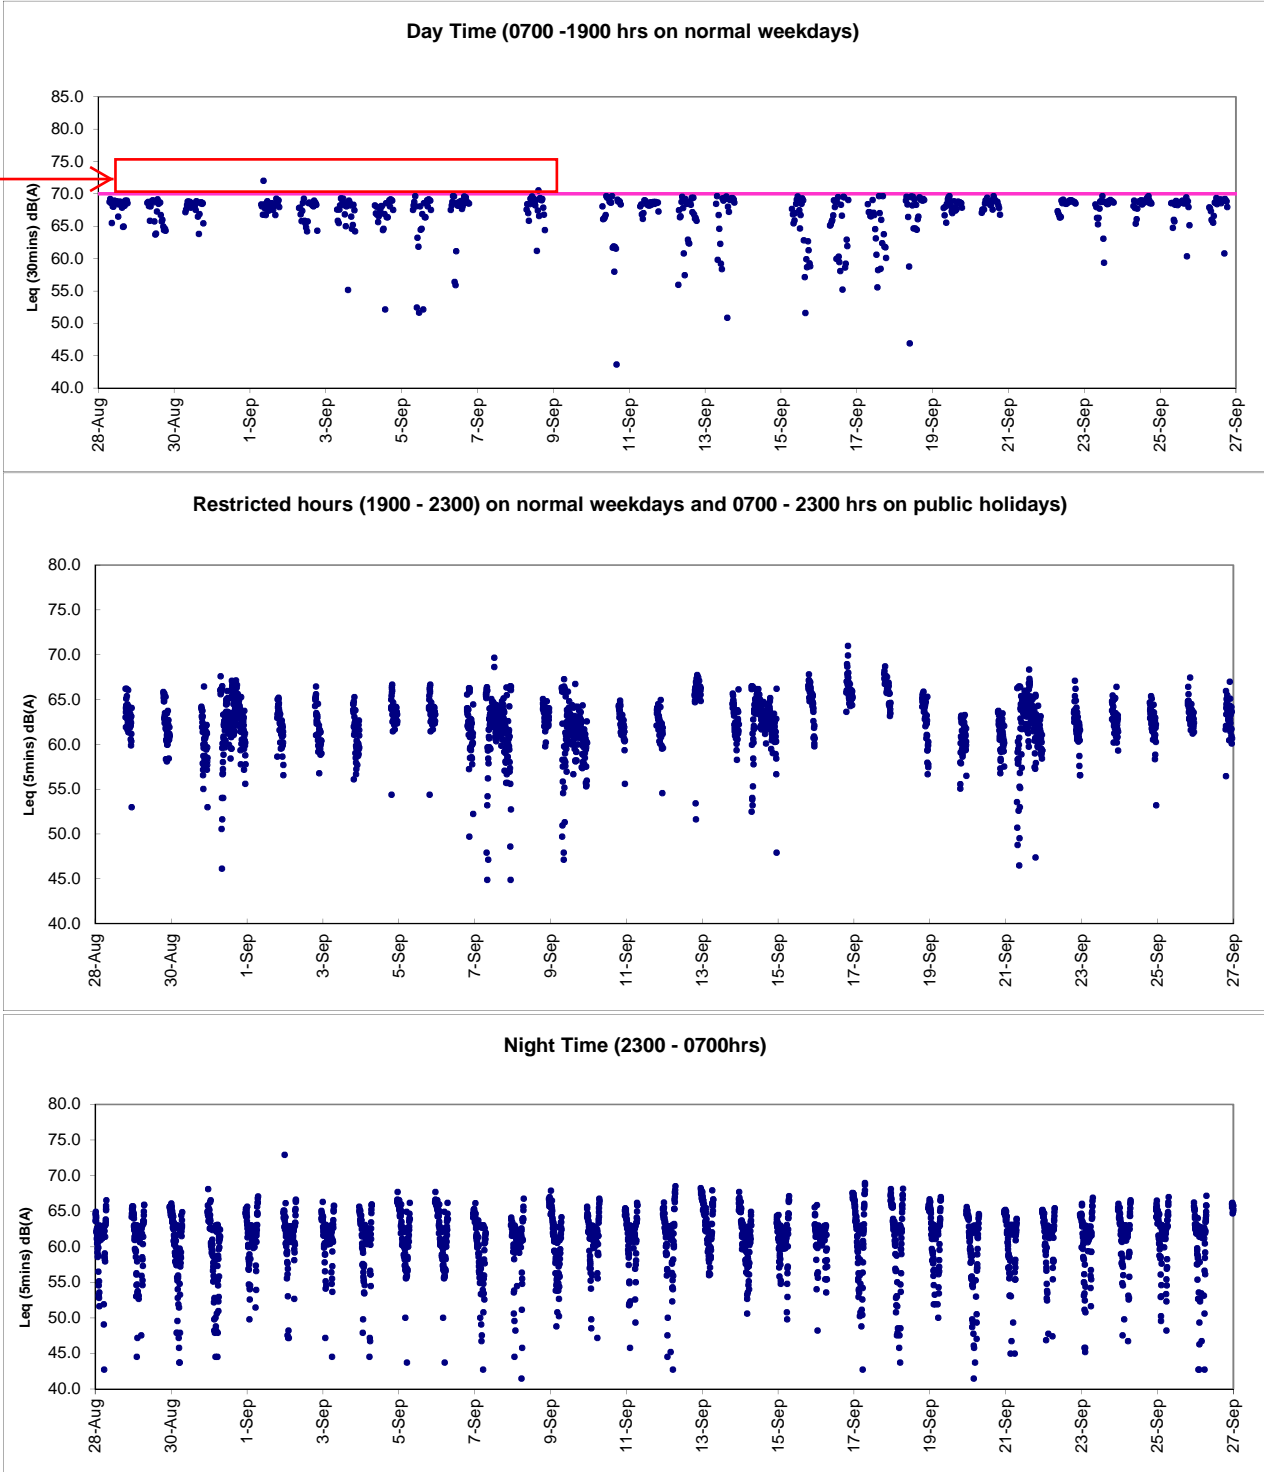 Day Time (0700 -1900 hrs on normal weekdays)
Leq (30mins) dB(A)
85.0
80.0
75.0
70.0
65.0
60.0
55.0
50.0
45.0
40.0
28-Aug
30-Aug
1-Sep
3-Sep
5-Sep
7-Sep
9-Sep
11-Sep
13-Sep
15-Sep
17-Sep
19-Sep
21-Sep
23-Sep
25-Sep
27-Sep
Restricted hours (1900 - 2300) on normal weekdays and 0700 - 2300 hrs on public holidays)
Leq (5mins) dB(A)
80.0
75.0
70.0
65.0
60.0
55.0
50.0
45.0
40.0
28-Aug
30-Aug
1-Sep
3-Sep
5-Sep
7-Sep
9-Sep
11-Sep
13-Sep
15-Sep
17-Sep
19-Sep
21-Sep
23-Sep
25-Sep
27-Sep
Night Time (2300 - 0700hrs)
Leq (5mins) dB(A)
80.0
75.0
70.0
65.0
60.0
55.0
50.0
45.0
40.0
28-Aug
30-Aug
1-Sep
3-Sep
5-Sep
7-Sep
9-Sep
11-Sep
13-Sep
15-Sep
17-Sep
19-Sep
21-Sep
23-Sep
25-Sep
27-Sep